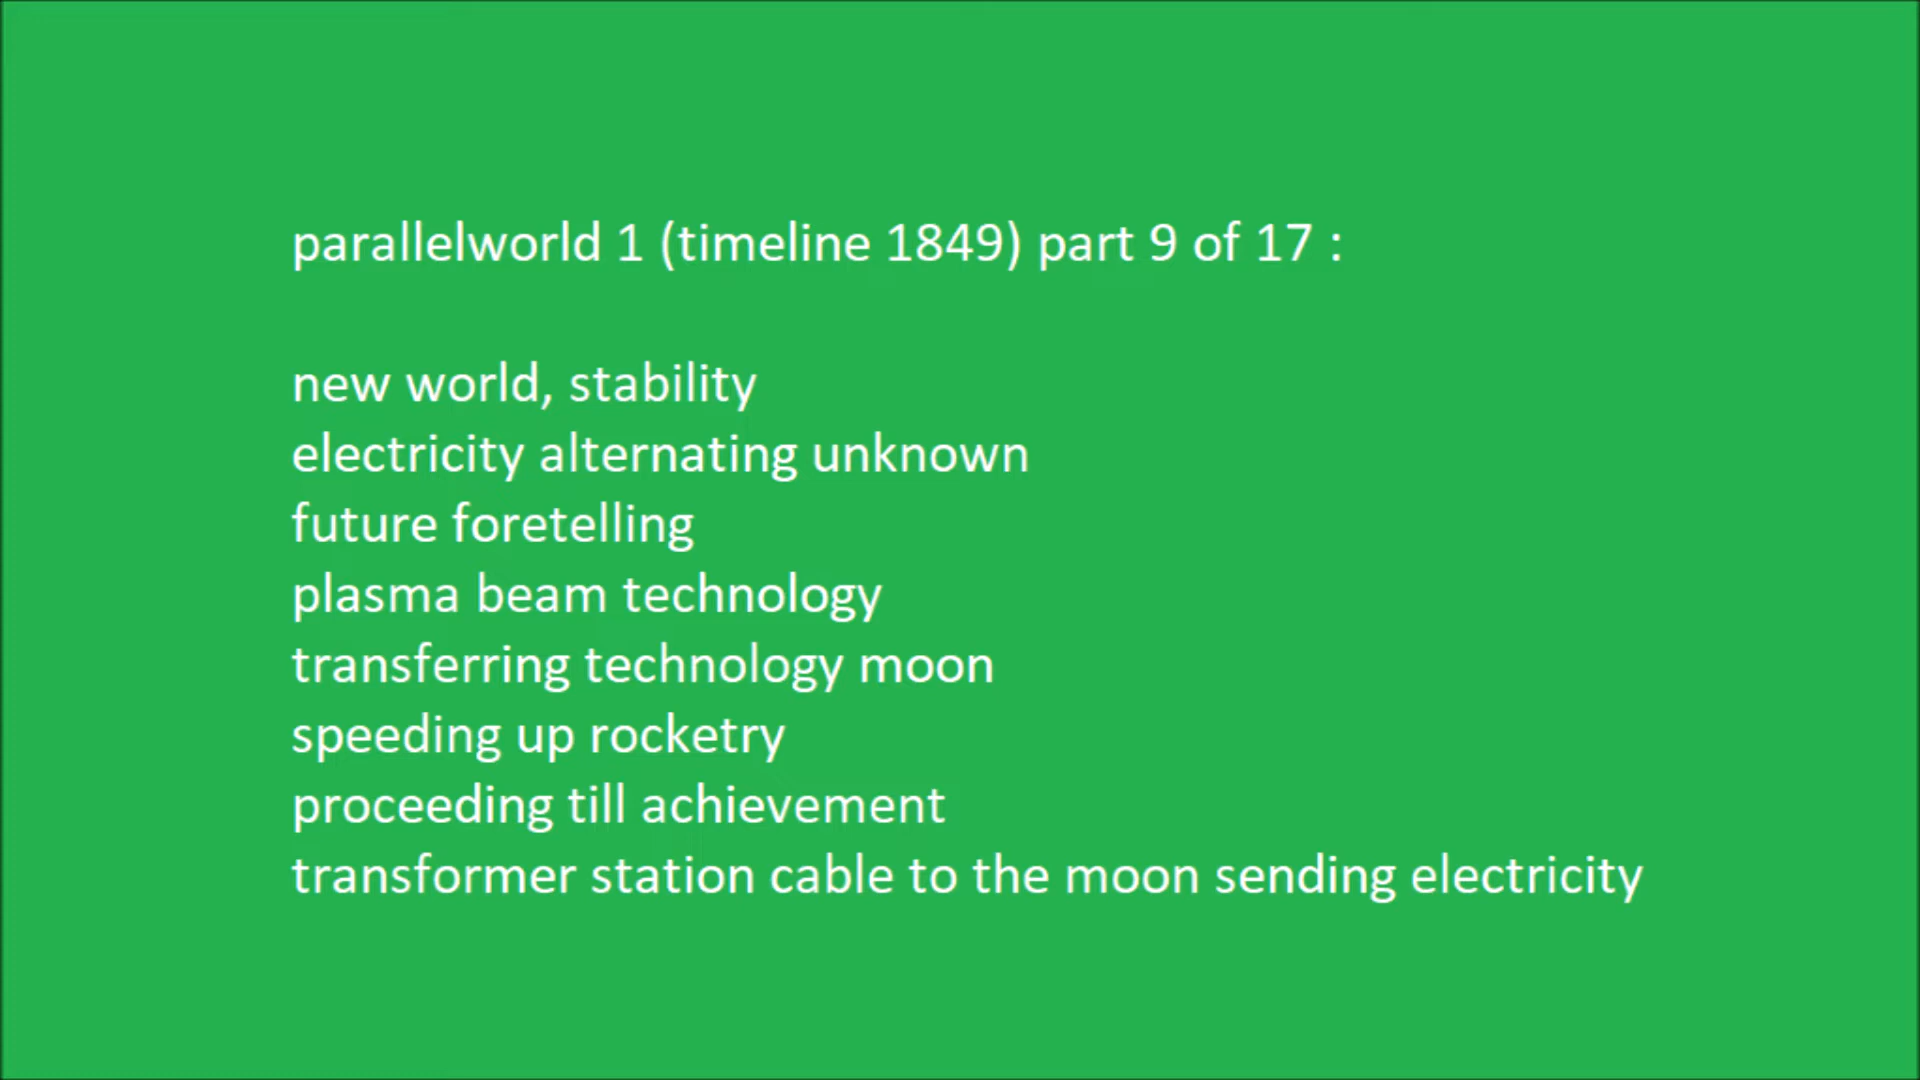 parallelworld 1 (timeline 1849) part 9 of 17 :
new world, stability
electricity alternating unknown
future foretelling
plasma beam technology
transferring technology moon
speeding up rocketry
proceeding till achievement
transformer station cable to the moon sending electricity